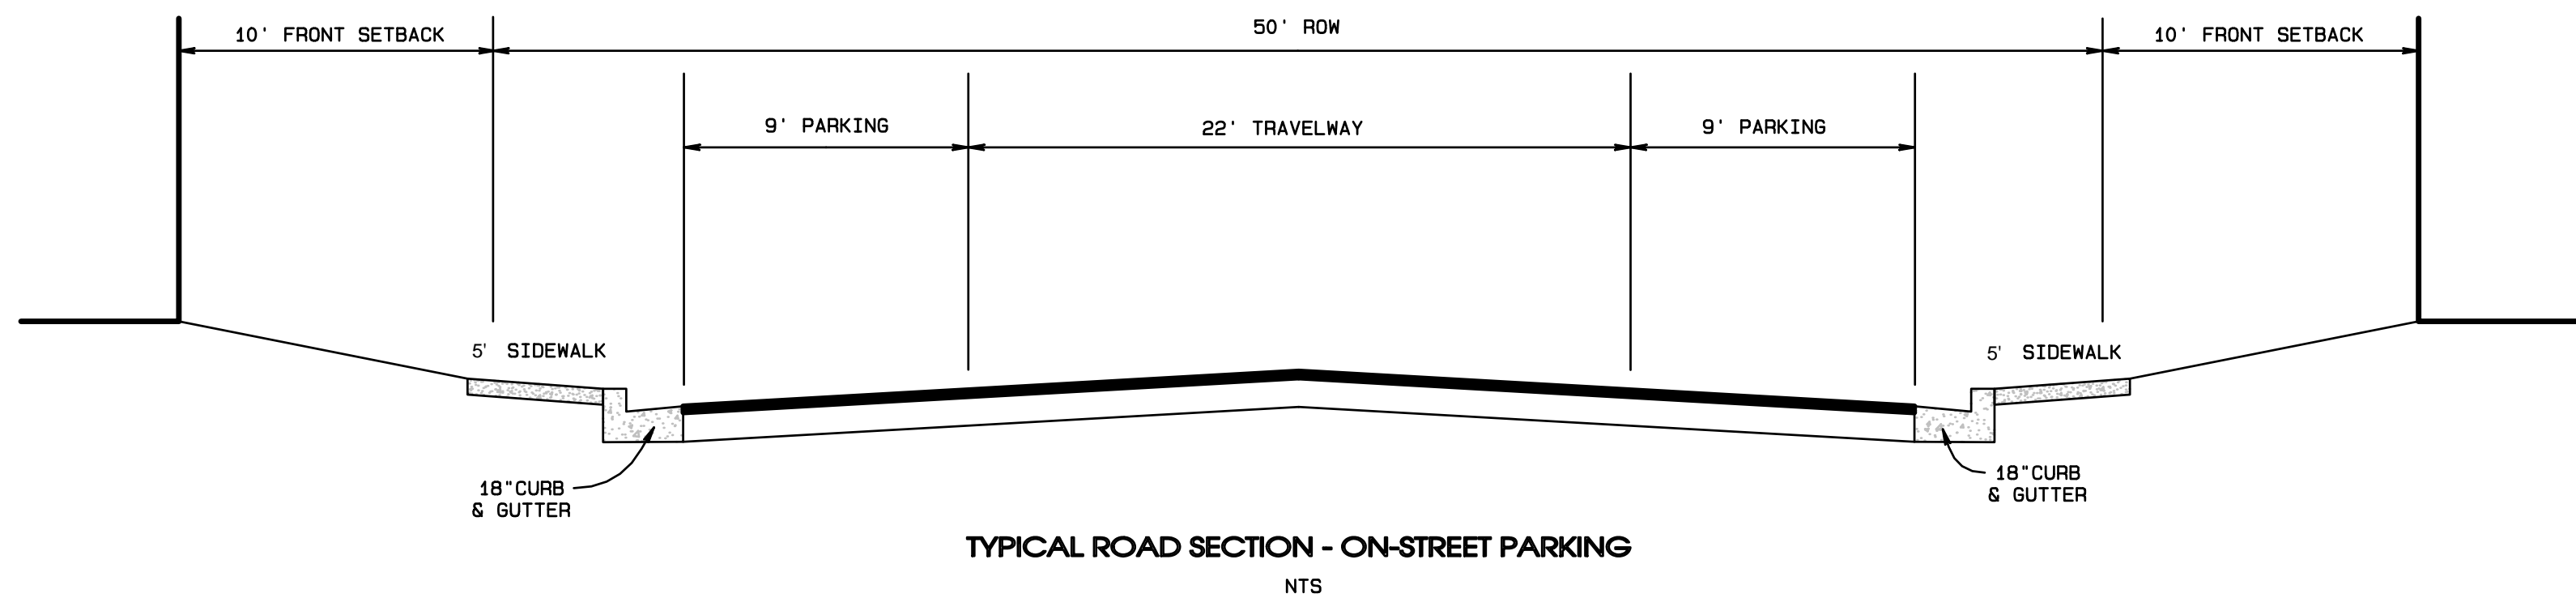 10' FRONT SETBACK
50' ROW
10' FRONT SETBACK
9' PARKING
22' TRAVELWAY
9' PARKING
5' SIDEWALK
5' SIDEWALK
18"CURB
& GUTTER
18"CURB
& GUTTER
TYPICAL ROAD SECTION - ON-STREET PARKING
NTS